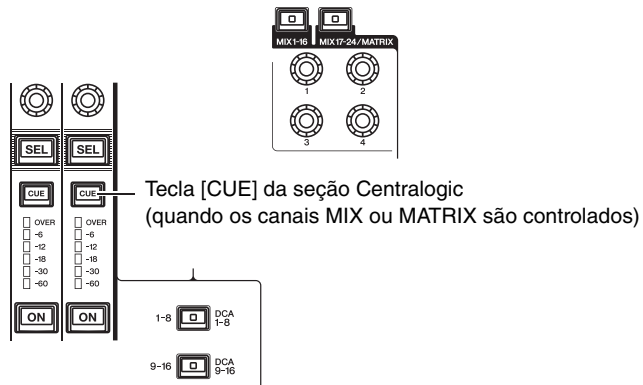 MIX1-16 MIX17-24/MATRIX
1 2
3 4
SEL SEL
CUE CUE
Tecla [CUE] da seção Centralogic
(quando os canais MIX ou MATRIX são controlados)
OVER OVER
-6 -6
-12 -12
-18 -18
-30 -30
-60 -60
ON ON
1-8 DCA
1-8
9-16 DCA
9-16